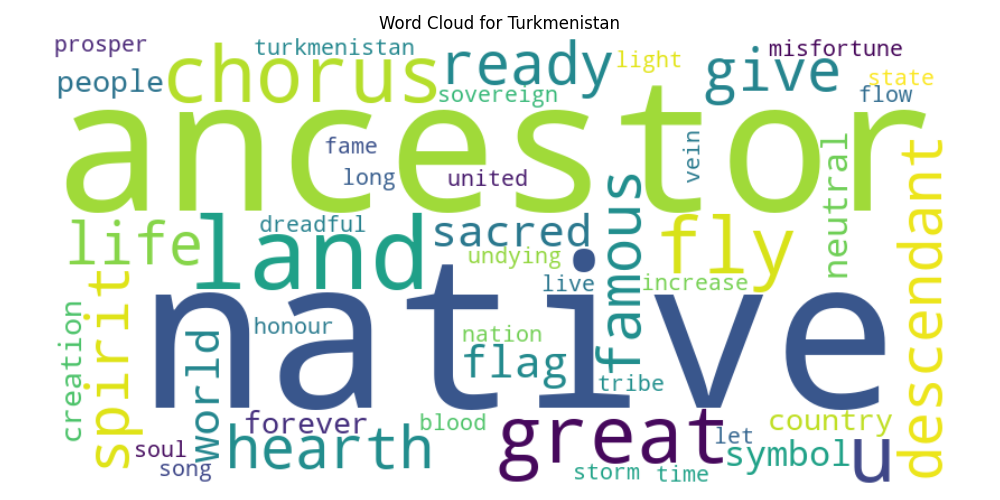 Word Cloud for Turkmenistan
prosper
turkmenistan
misfortune
people
chorus
ready
light
give
state
sovereign
flow
ancestor
fame
vein
long
united
neutral
descendant
life
land
dreadful
sacred
famous
fly
undying
live
increase
spirit
creation
native
honour
world
nation
flag
tribe
forever
blood
great
country
soul
hearth
let
symbol
u
song
storm
time